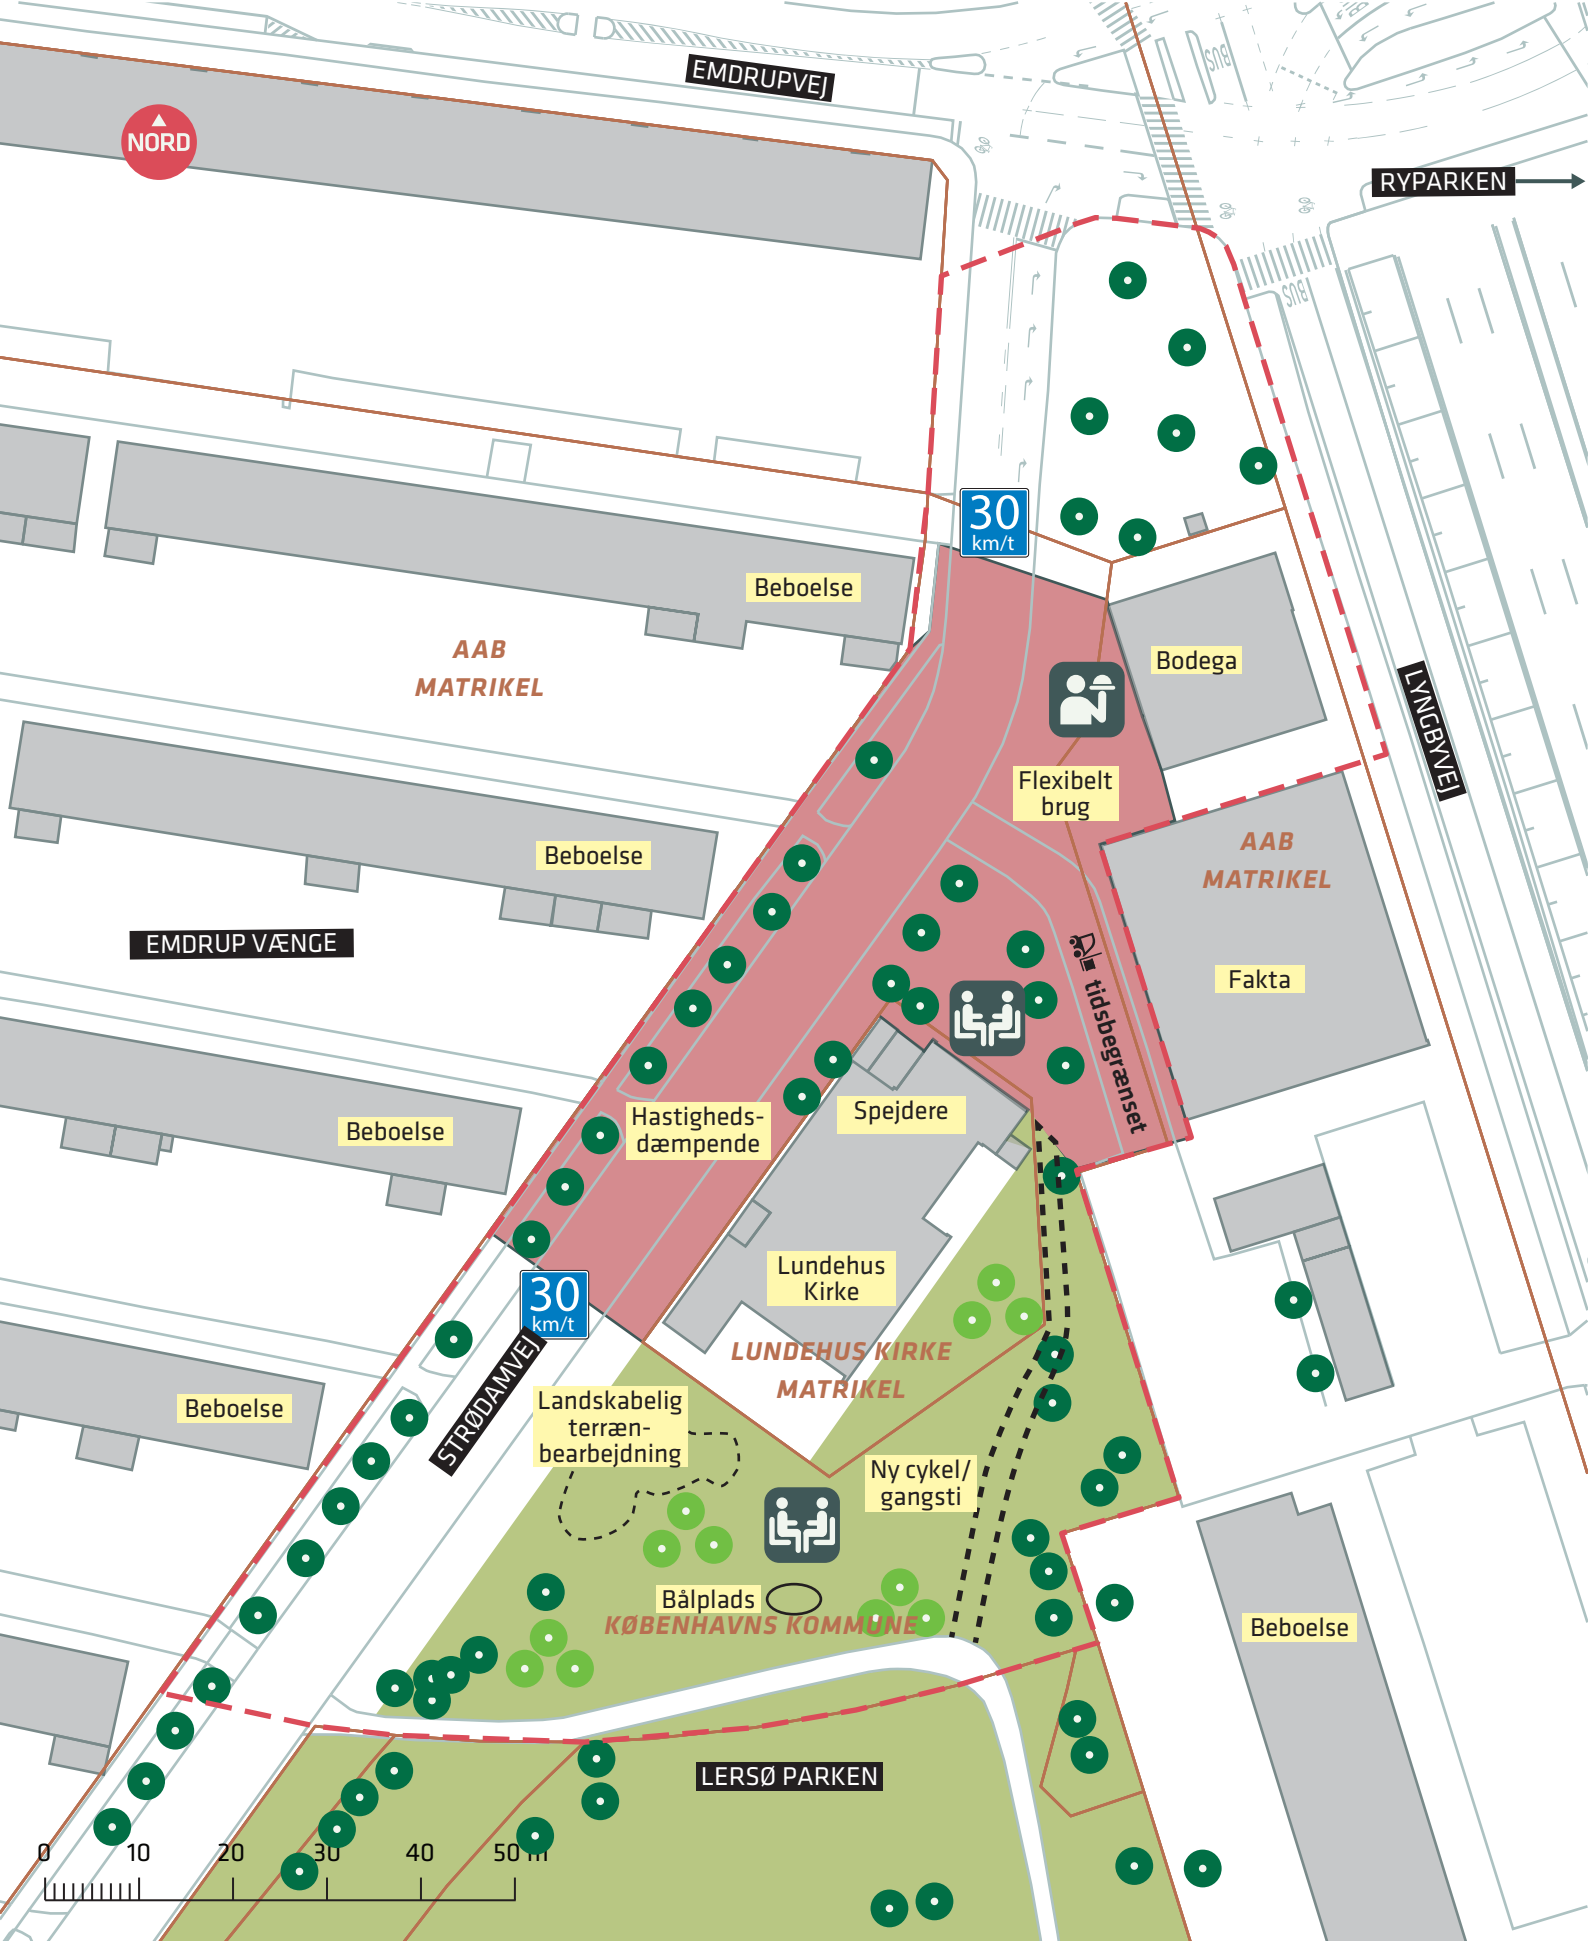 EMDRUPVEJ
NORD
BUS
RYPARKEN
BUS
30
km/t
Beboelse
AAB
MATRIKEL
Bodega
LYNGBYVEJ
Flexibelt
brug
Beboelse
AAB
MATRIKEL
EMDRUP VÆNGE
Fakta
tidsbegrænset
Beboelse
Hastigheds-
dæmpende
Spejdere
Lundehus
Kirke
30
km/t
LUNDEHUS KIRKE
MATRIKEL
STRØDAMVEJ
Beboelse
Landskabelig
terræn-
bearbejdning
Ny cykel/
gangsti
Bålplads
KØBENHAVNS KOMMUNE
Beboelse
LERSØ PARKEN
0 10 20 30 40 50 m